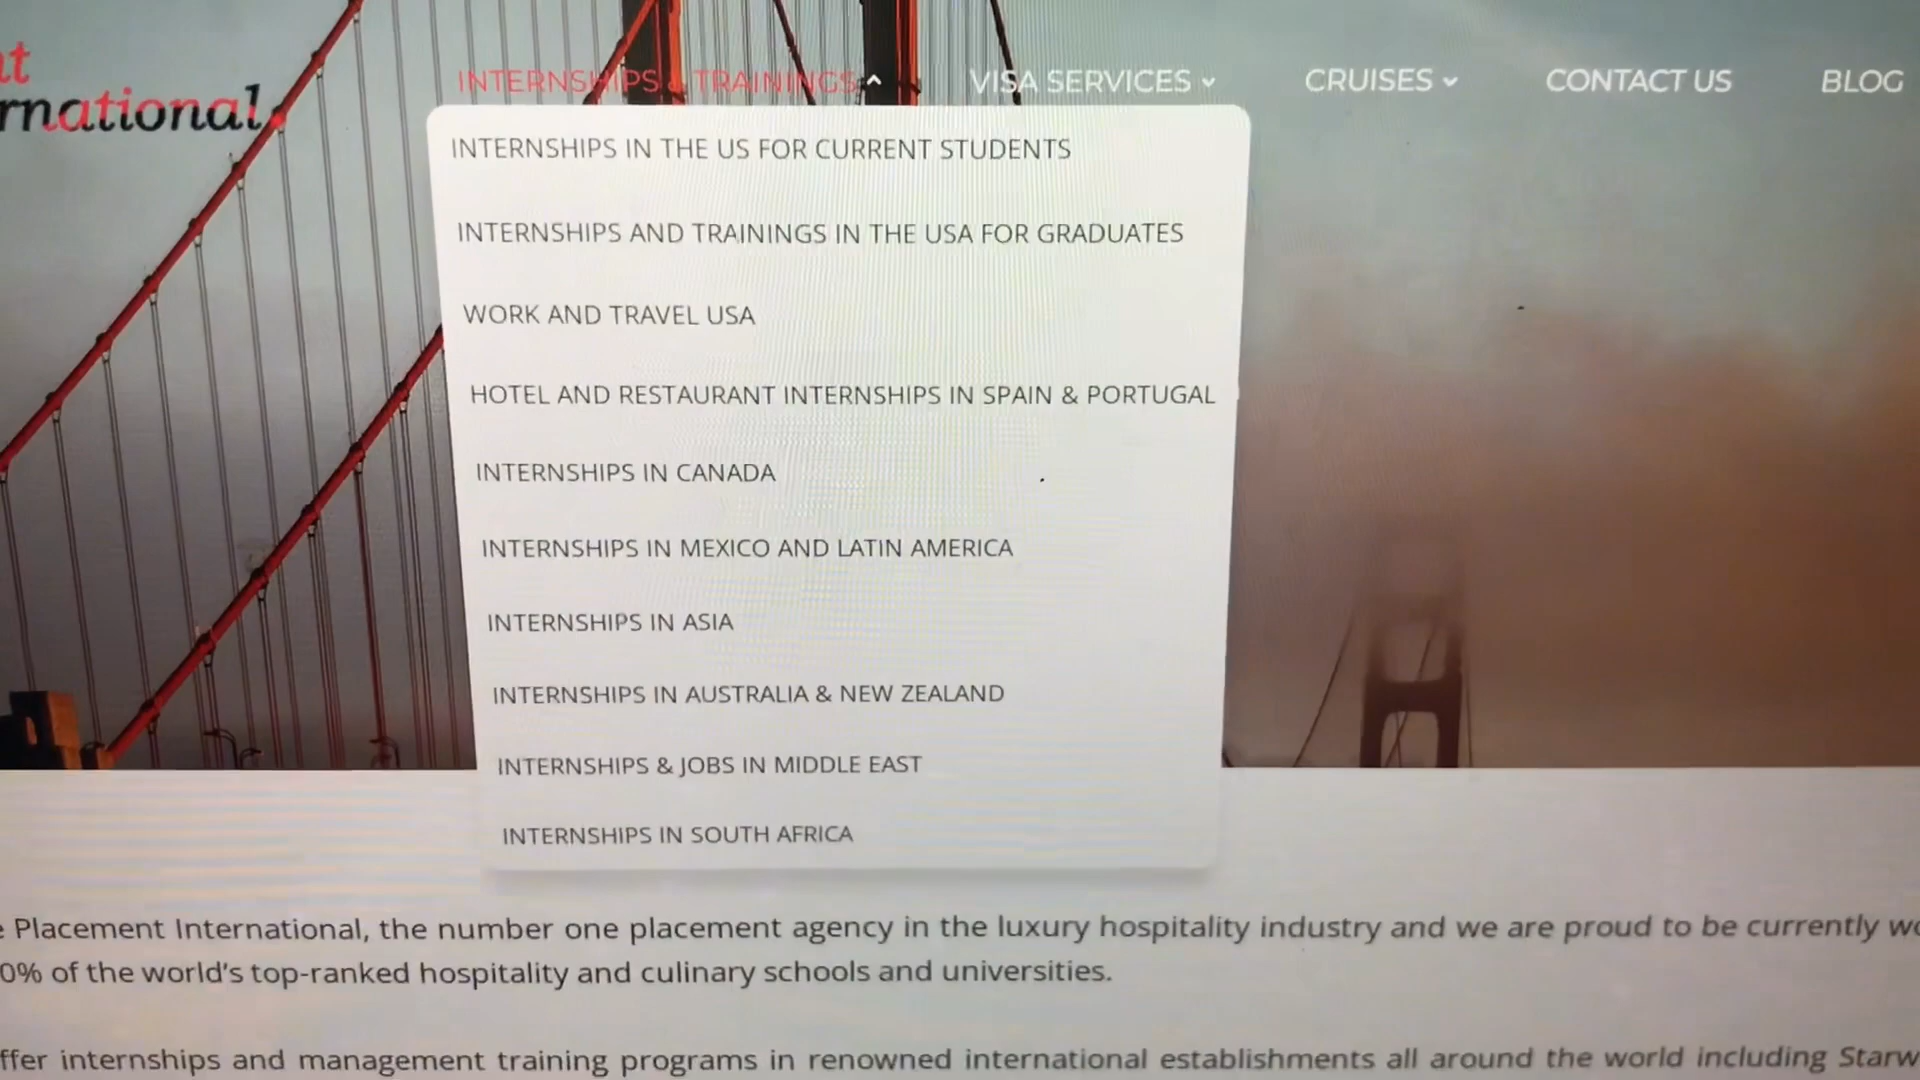 INTERNSHIPS & TRAININGS VISA SERVICES CRUISES CONTACT US BLOG
INTERNSHIPS IN THE US FOR CURRENT STUDENTS
INTERNSHIPS AND TRAININGS IN THE USA FOR GRADUATES
WORK AND TRAVEL USA
HOTEL AND RESTAURANT INTERNSHIPS IN SPAIN & PORTUGAL
INTERNSHIPS IN CANADA
INTERNSHIPS IN MEXICO AND LATIN AMERICA
INTERNSHIPS IN ASIA
INTERNSHIPS IN AUSTRALIA & NEW ZEALAND
INTERNSHIPS & JOBS IN MIDDLE EAST
INTERNSHIPS IN SOUTH AFRICA
Placement International, the number one placement agency in the luxury hospitality industry and we are proud to be currently
0% of the world's top-ranked hospitality and culinary schools and universities.
internships and management training programs in renowned international establishments all around the world including